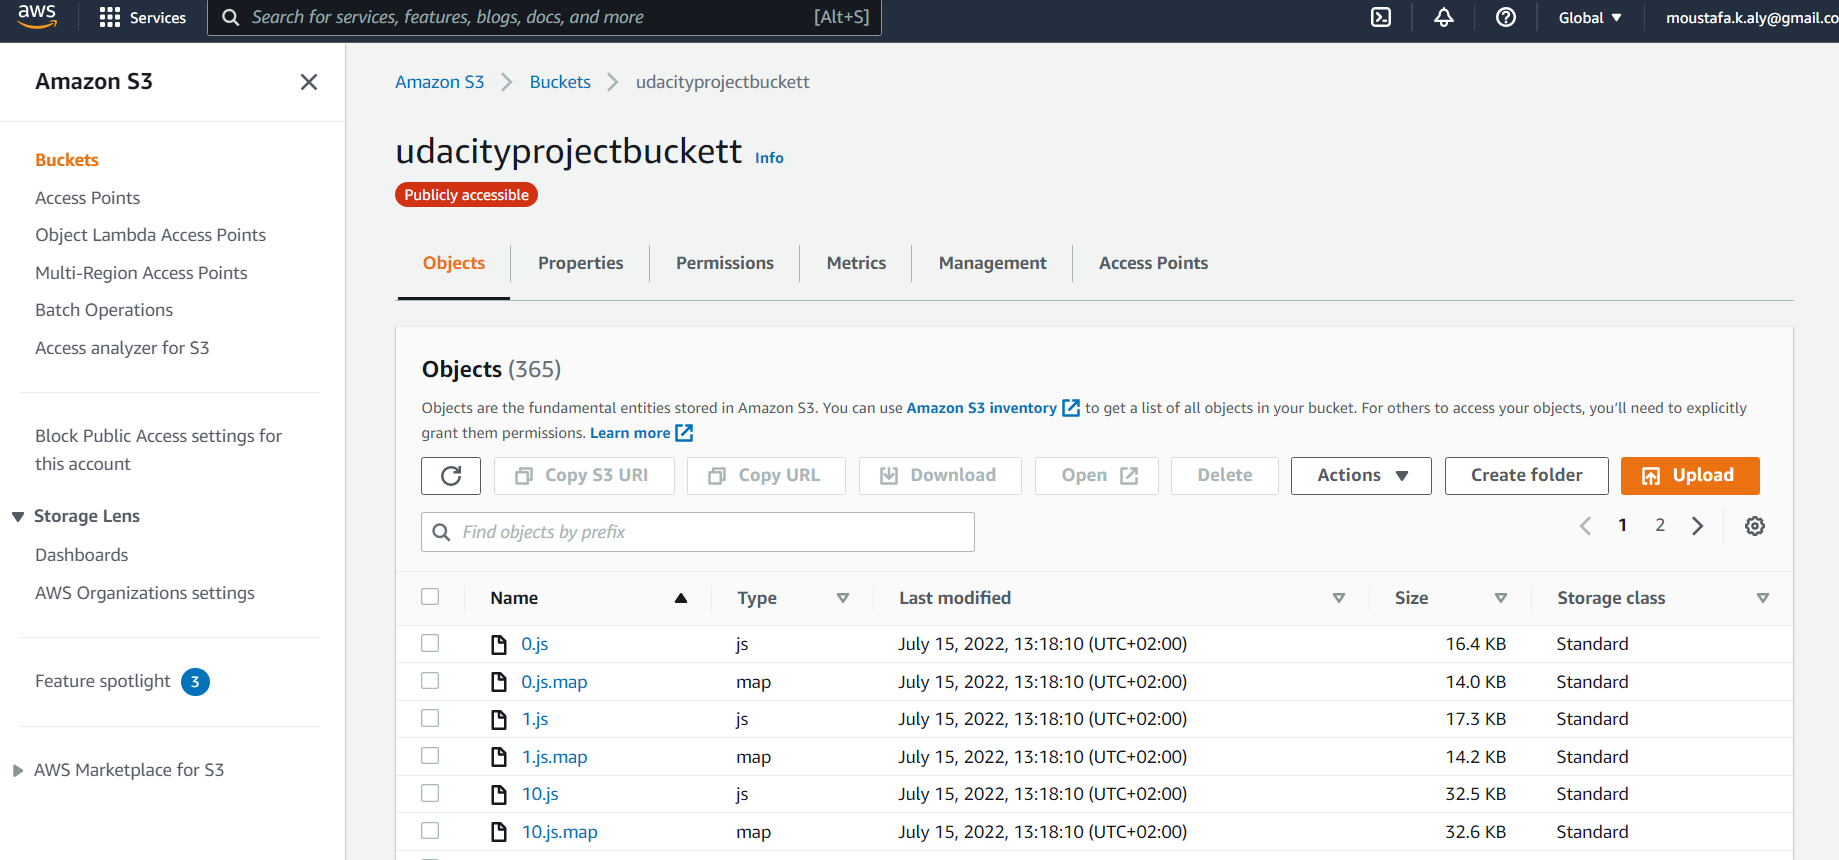 aws
Services
Search for services, features, blogs, docs, and more [Alt+S]
Global
moustafa.k.aly@gmail.co
Amazon S3
Buckets
Access Points
Object Lambda Access Points
Multi-Region Access Points
Batch Operations
Access analyzer for S3
Block Public Access settings for
this account
Storage Lens
Dashboards
AWS Organizations settings
Feature spotlight 3
AWS Marketplace for S3
Amazon S3 Buckets udacityprojectbuckett
udacityprojectbuckett Info
Publicly accessible
Objects Properties Permissions Metrics Management Access Points
Objects (365)
Objects are the fundamental entities stored in Amazon S3. You can use Amazon S3 inventory to get a list of all objects in your bucket. For others to access your objects, you’ll need to explicitly
grant them permissions. Learn more
Copy S3 URI Copy URL Download Open Delete Actions Create folder Upload
Find objects by prefix
1 2
Name Type Last modified Size Storage class
0.js js July 15, 2022, 13:18:10 (UTC+02:00) 16.4 KB Standard
0.js.map map July 15, 2022, 13:18:10 (UTC+02:00) 14.0 KB Standard
1.js js July 15, 2022, 13:18:10 (UTC+02:00) 17.3 KB Standard
1.js.map map July 15, 2022, 13:18:10 (UTC+02:00) 14.2 KB Standard
10.js js July 15, 2022, 13:18:10 (UTC+02:00) 32.5 KB Standard
10.js.map map July 15, 2022, 13:18:10 (UTC+02:00) 32.6 KB Standard